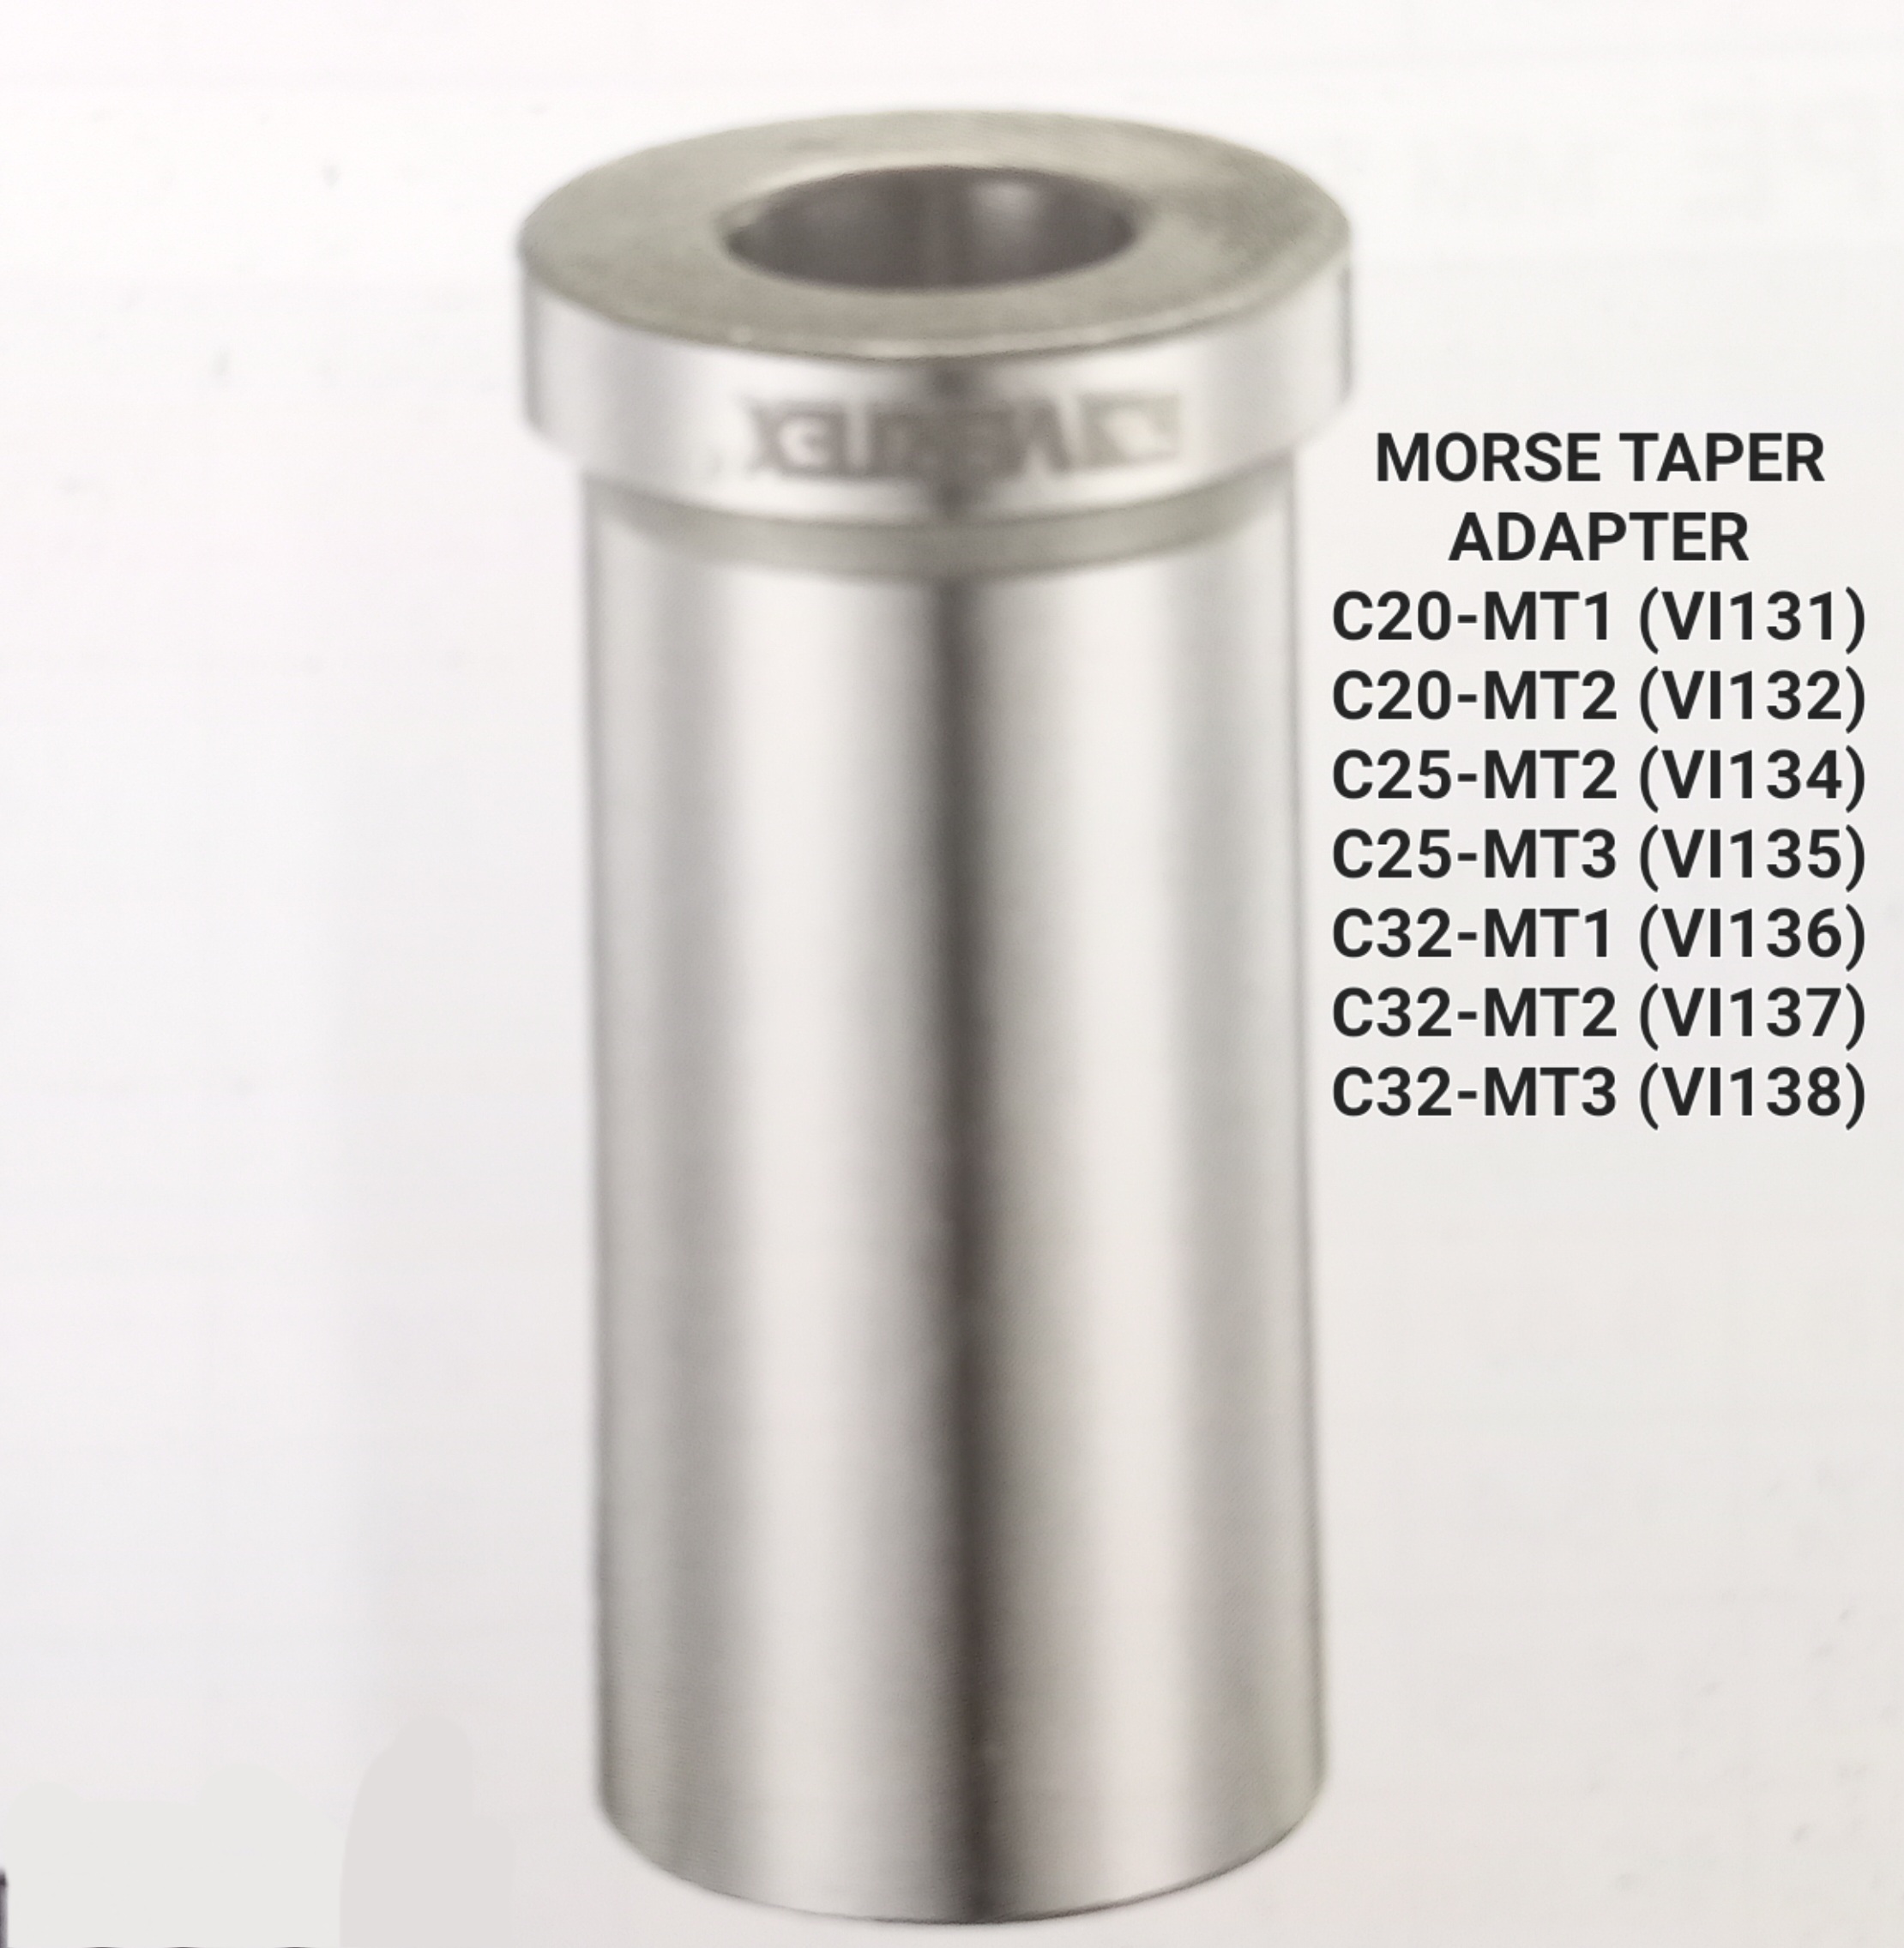 VERTEX
MORSE TAPER
ADAPTER
C20-MT1 (VI131)
C20-MT2 (VI132)
C25-MT2 (VI134)
C25-MT3 (VI135)
C32-MT1 (VI136)
C32-MT2 (VI137)
C32-MT3 (VI138)